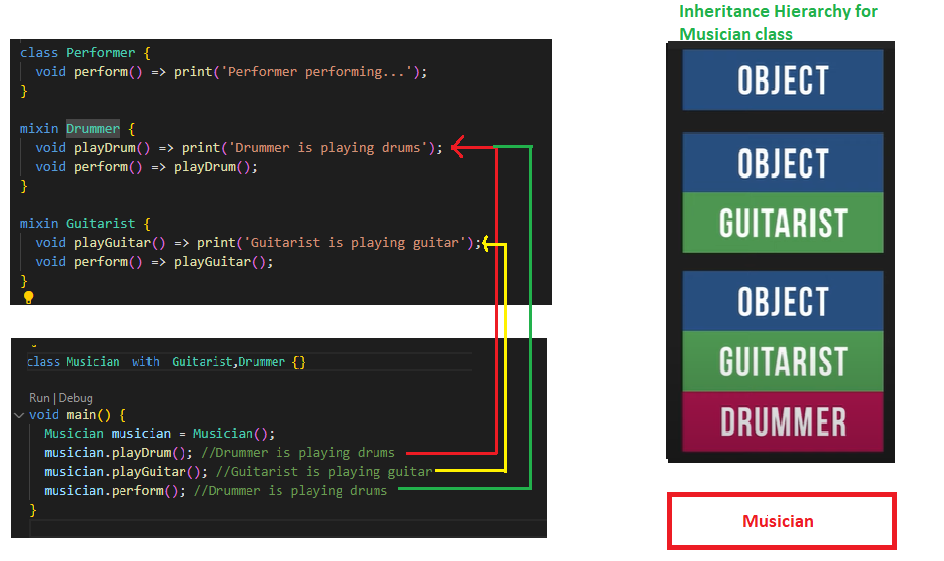 Inheritance Hierarchy for
Musician class
class Performer {
void perform() => print('Performer performing...');
}
mixin Drummer {
void playDrum() => print('Drummer is playing drums');
void perform() => playDrum();
}
mixin Guitarist {
void playGuitar() => print('Guitarist is playing guitar');
void perform() => playGuitar();
}
class Musician with Guitarist,Drummer {}
Run | Debug
void main() {
Musician musician = Musician();
musician.playDrum(); //Drummer is playing drums
musician.playGuitar(); //Guitarist is playing guitar
musician.perform(); //Drummer is playing drums
}
OBJECT
OBJECT
GUITARIST
OBJECT
GUITARIST
DRUMMER
Musician